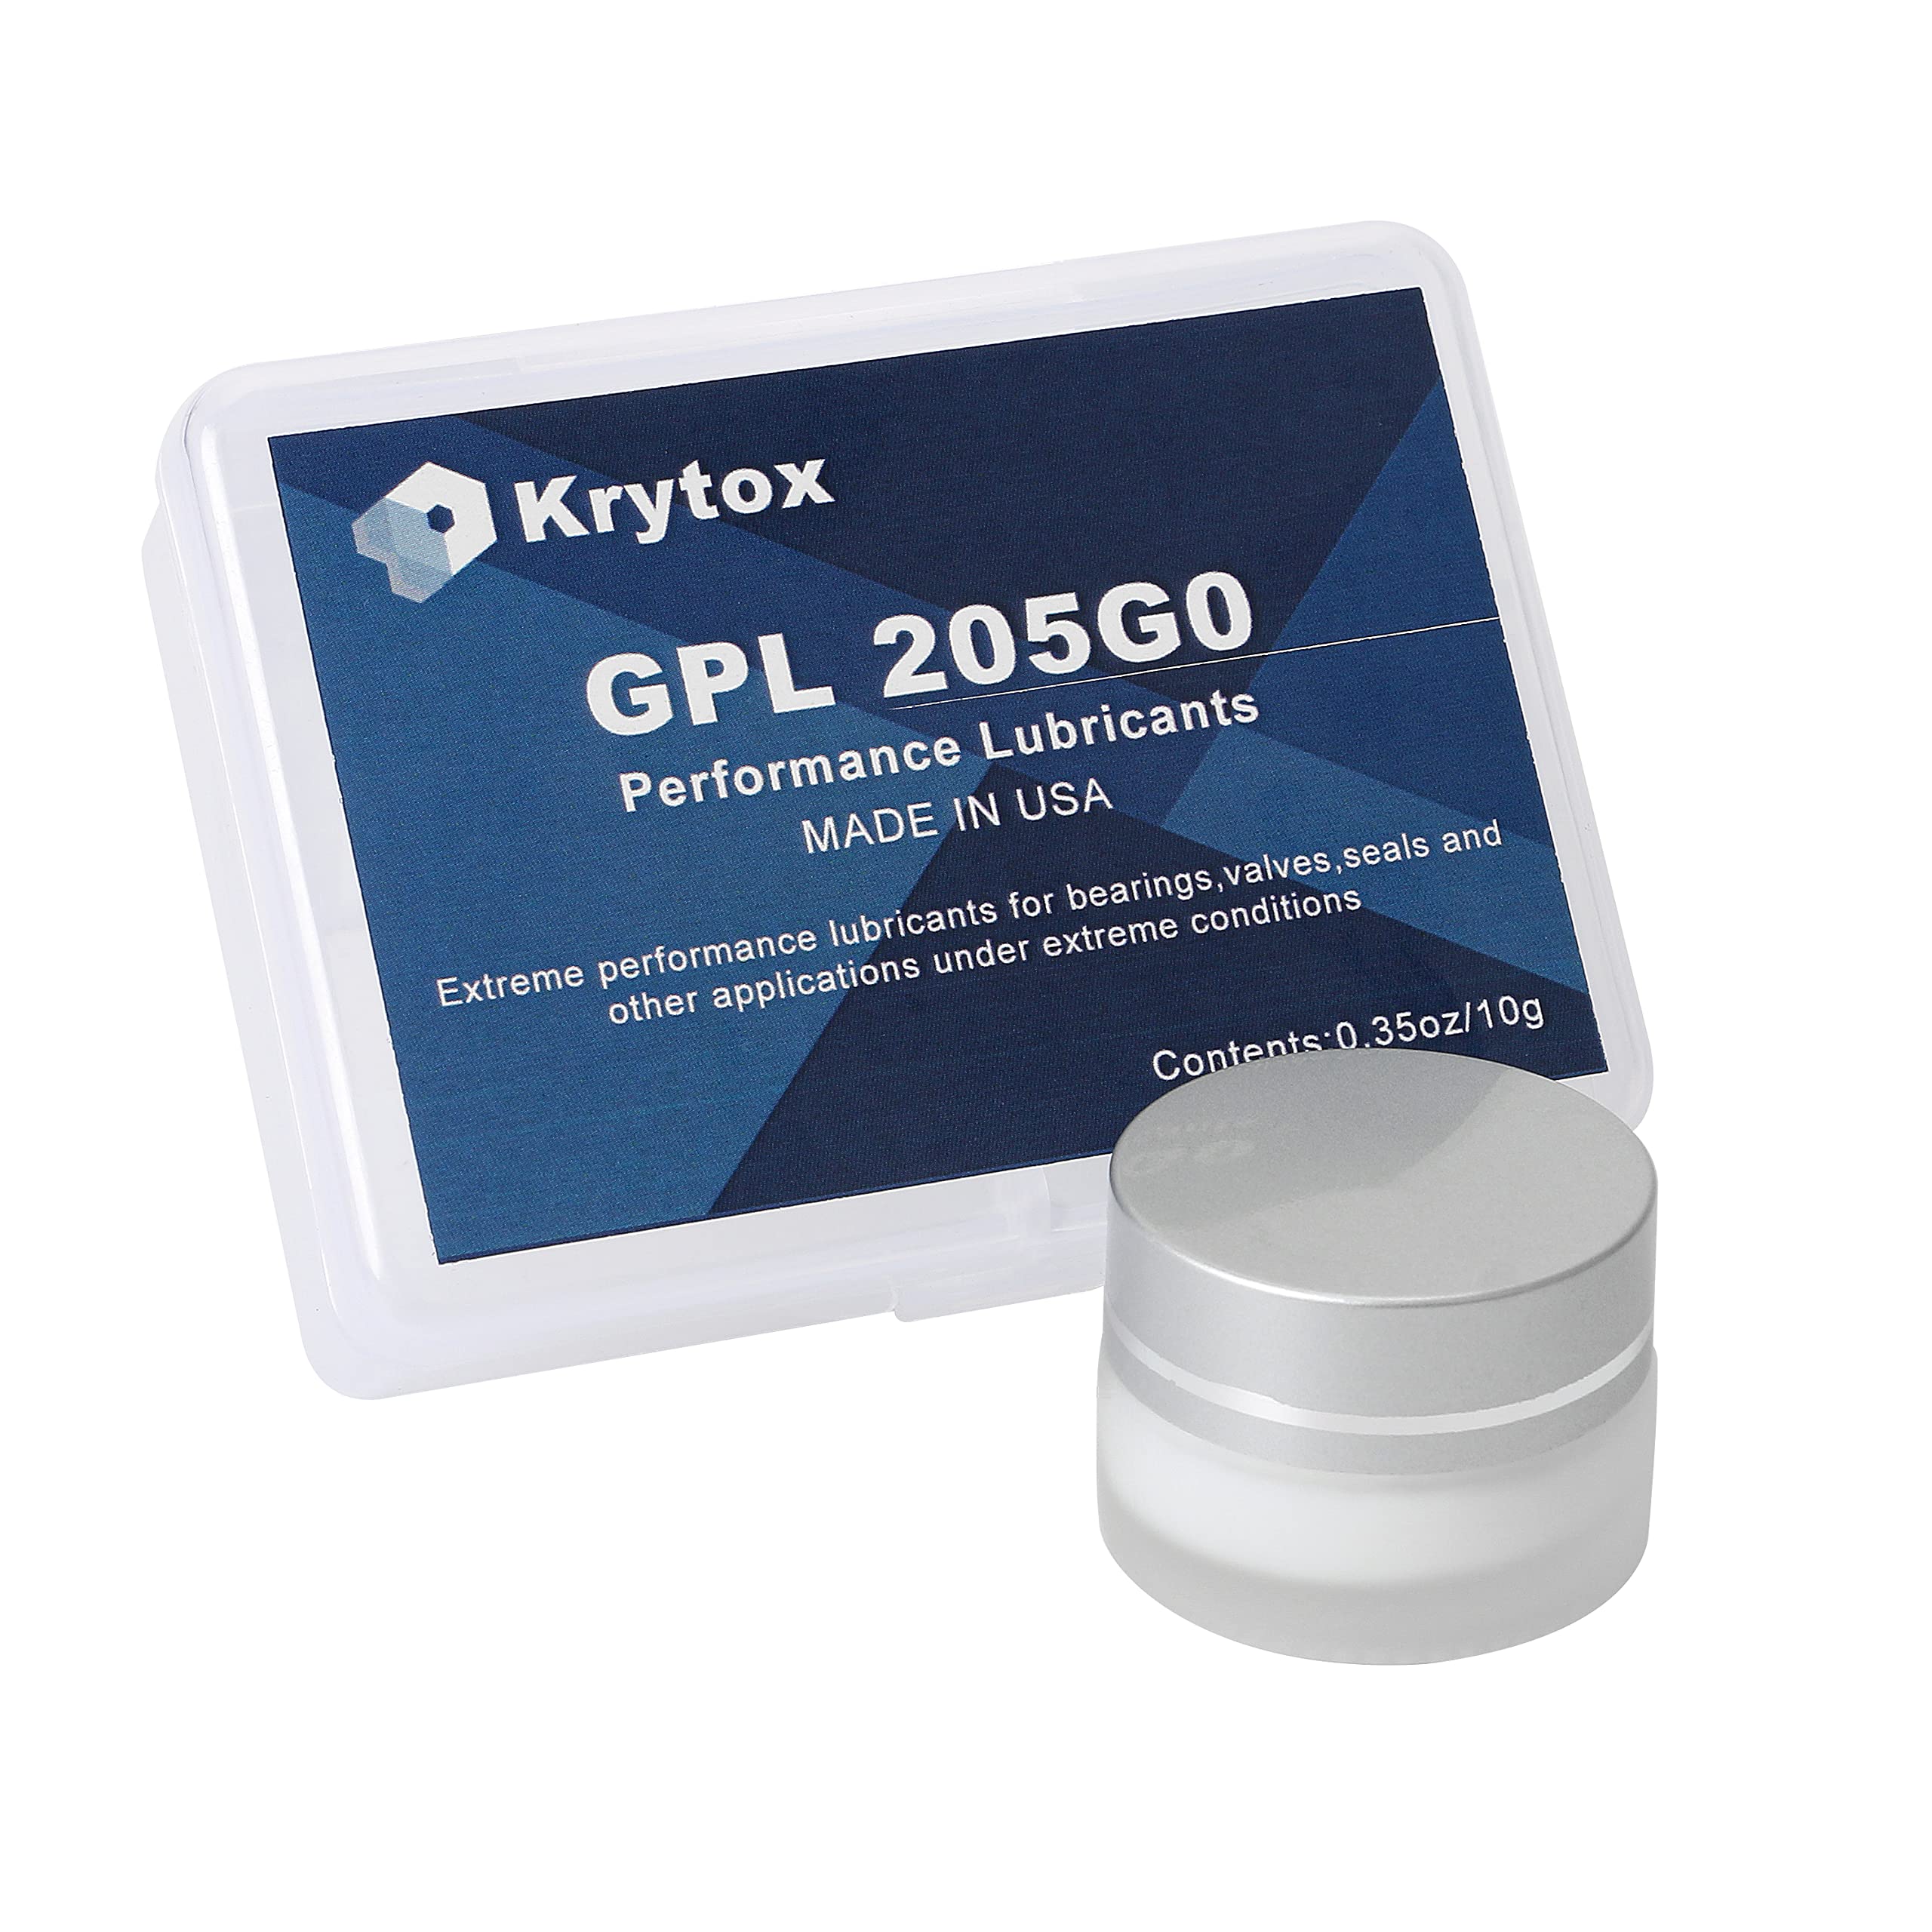 Krytox
GPL 205G0
Performance Lubricants
MADE IN USA
Extreme performance lubricants for bearings,valves,seals and
other applications under extreme conditions
Contents:0.35oz/10g